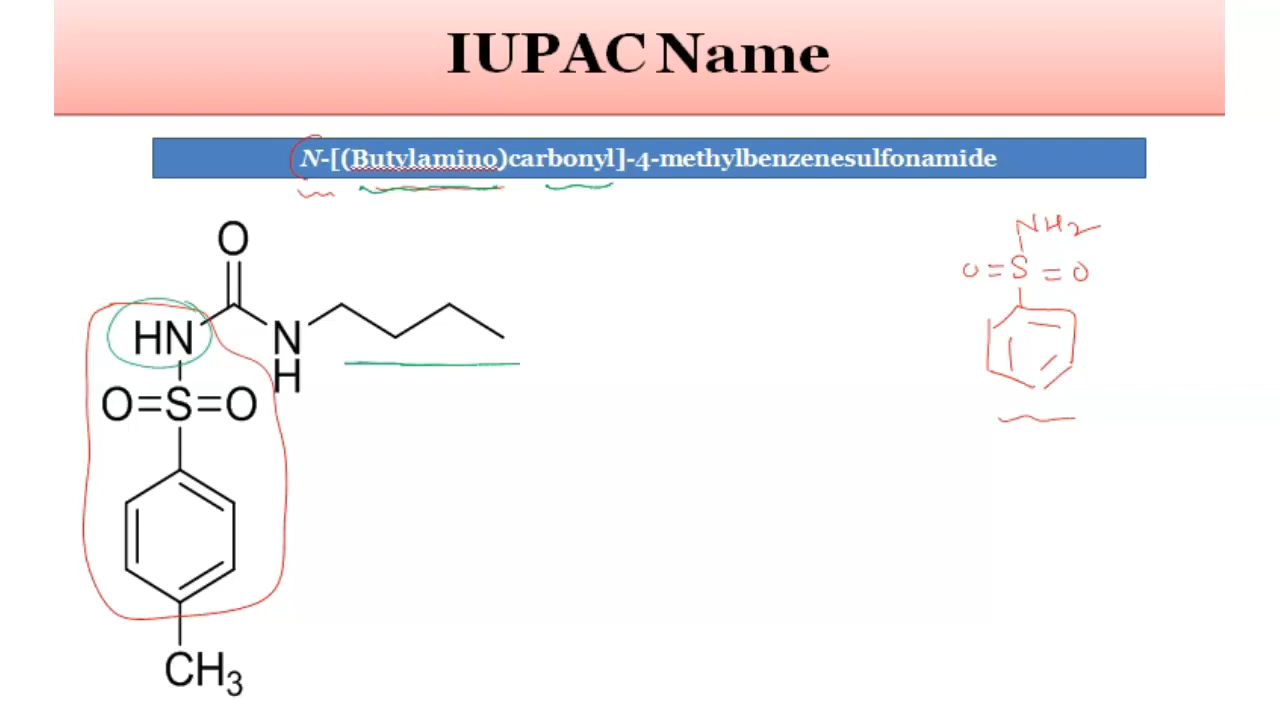 IUPAC Name
N-[(Butylamino)carbonyl]-4-methylbenzenesulfonamide
O
HN
N
H
O=S=O
CH3
NH2
O=S=O